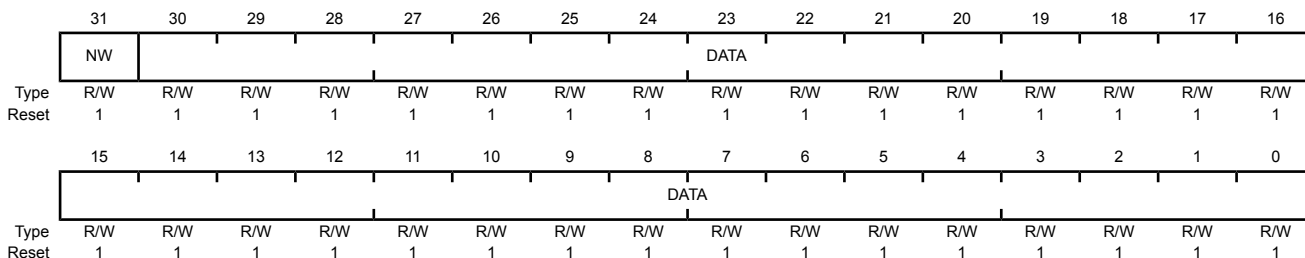 31 30 29 28 27 26 25 24 23 22 21 20 19 18 17 16
NW DATA
Type R/W R/W R/W R/W R/W R/W R/W R/W R/W R/W R/W R/W R/W R/W R/W R/W
Reset 1 1 1 1 1 1 1 1 1 1 1 1 1 1 1 1
15 14 13 12 11 10 9 8 7 6 5 4 3 2 1 0
DATA
Type R/W R/W R/W R/W R/W R/W R/W R/W R/W R/W R/W R/W R/W R/W R/W R/W
Reset 1 1 1 1 1 1 1 1 1 1 1 1 1 1 1 1